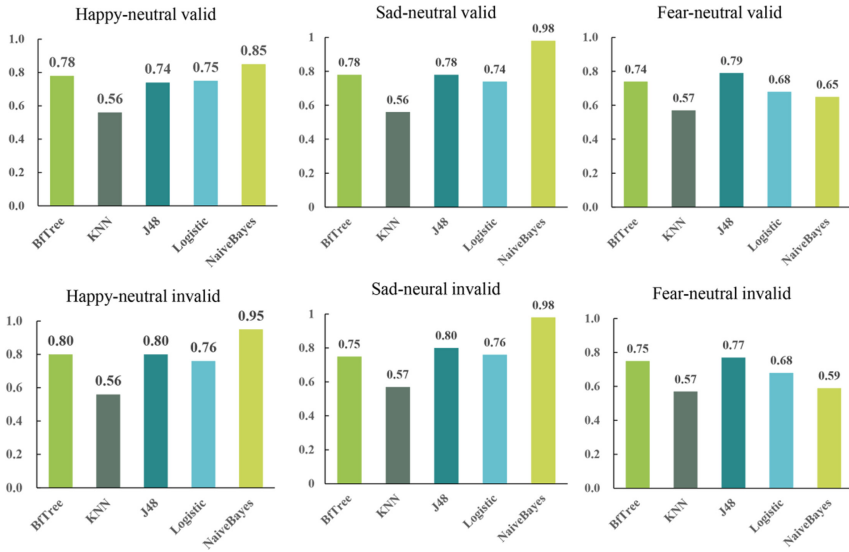 Happy-neutral valid
1.0
0.8
0.6
0.4
0.2
0.0
0.78
0.56
0.74
0.75
0.85
BfTree
KNN
J48
Logistic
NaiveBayes
Sad-neutral valid
1
0.8
0.6
0.4
0.2
0
0.78
0.56
0.78
0.74
0.98
BfTree
KNN
J48
Logistic
NaiveBayes
Fear-neutral valid
1.0
0.8
0.6
0.4
0.2
0.0
0.74
0.57
0.79
0.68
0.65
BfTree
KNN
J48
Logistic
NaiveBayes
Happy-neutral invalid
1.0
0.8
0.6
0.4
0.2
0.0
0.80
0.56
0.80
0.76
0.95
BfTree
KNN
J48
Logistic
NaiveBayes
Sad-neural invalid
1
0.8
0.6
0.4
0.2
0
0.75
0.57
0.80
0.76
0.98
BfTree
KNN
J48
Logistic
NaiveBayes
Fear-neutral invalid
1.0
0.8
0.6
0.4
0.2
0.0
0.75
0.57
0.77
0.68
0.59
BfTree
KNN
J48
Logistic
NaiveBayes